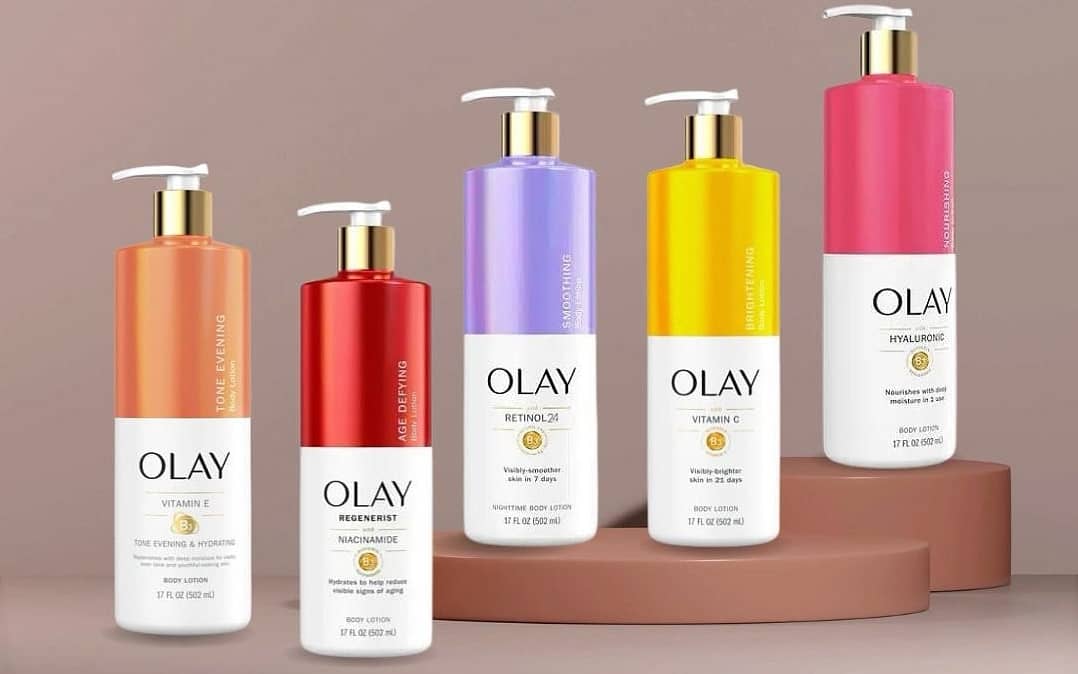 TONE EVENING
Body Lotion
OLAY
VITAMIN E
B3
TONE EVENING & HYDRATING
BODY LOTION
17 FL OZ (502 mL)
AGE DEFYING
Body Lotion
OLAY
REGENERIST
with
NIACINAMIDE
B3
Hydrates to help reduce
visible signs of aging
BODY LOTION
17 FL OZ (502 mL)
SMOOTHING
Body Lotion
OLAY
with
RETINOL24
B3
Visibly-smoother
skin in 7 days
NIGHTTIME BODY LOTION
17 FL OZ (502 mL)
BRIGHTENING
Body Lotion
OLAY
with
VITAMIN C
B3
Visibly-brighter
skin in 21 days
BODY LOTION
17 FL OZ (502 mL)
NOURISHING
OLAY
with
HYALURONIC
B3
Nourishes with deep
moisture in 1 use
BODY LOTION
17 FL OZ (502 mL)